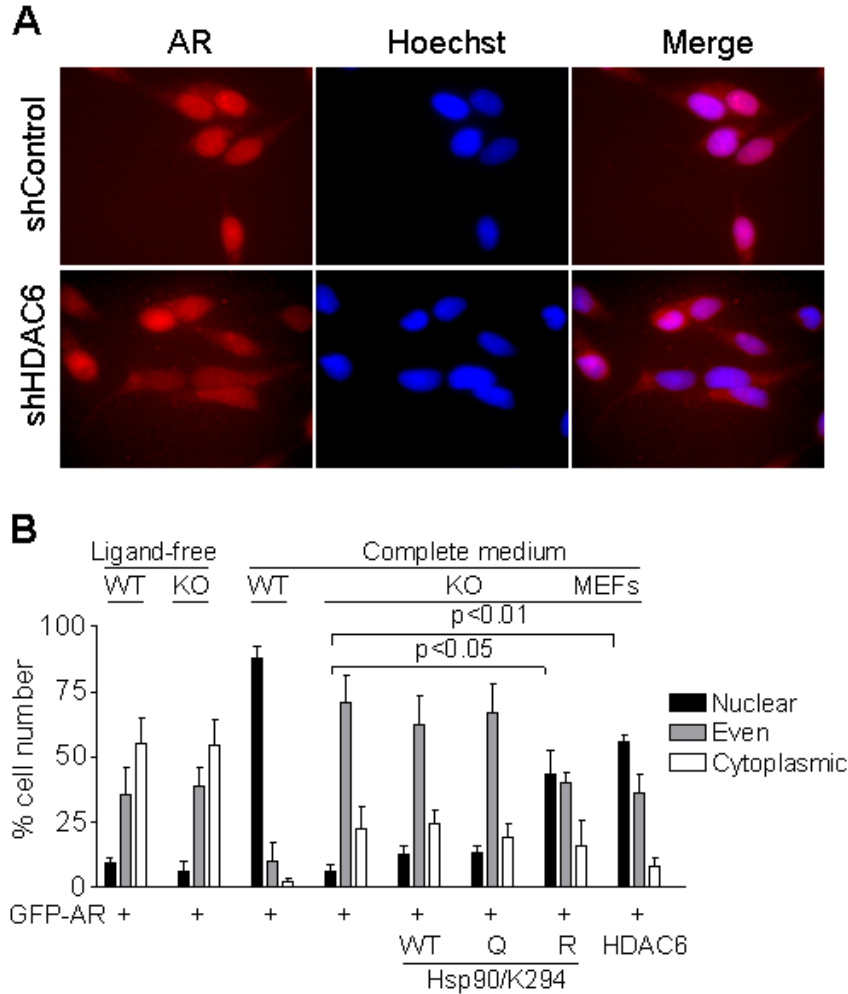 A
AR Hoechst Merge
shControl
shHDAC6
B
Ligand-free Complete medium
WT KO WT KO MEFs
p<0.01
p<0.05
100
75
50
25
0
% cell number
Nuclear
Even
Cytoplasmic
GFP-AR + + + + + + + +
WT Q R HDAC6
Hsp90/K294